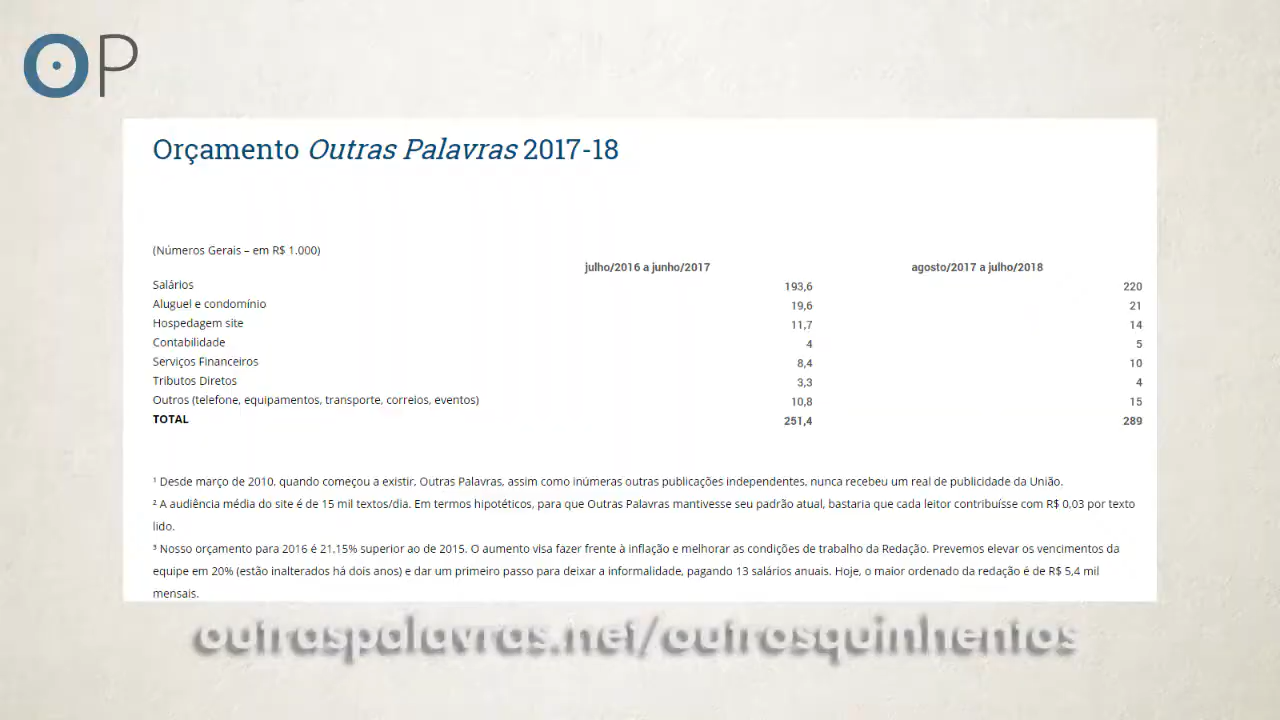 OP
Orçamento Outras Palavras 2017-18
(Números Gerais – em R$ 1.000)
julho/2016 a junho/2017 agosto/2017 a julho/2018
Salários 193,6 220
Aluguel e condomínio 19,6 21
Hospedagem site 11,7 14
Contabilidade 4 5
Serviços Financeiros 8,4 10
Tributos Diretos 3,3 4
Outros (telefone, equipamentos, transporte, correios, eventos) 10,8 15
TOTAL 251,4 289
¹ Desde março de 2010, quando começou a existir, Outras Palavras, assim como inúmeras outras publicações independentes, nunca recebeu um real de publicidade da União.
² A audiência média do site é de 15 mil textos/dia. Em termos hipotéticos, para que Outras Palavras mantivesse seu padrão atual, bastaria que cada leitor contribuísse com R$ 0,03 por texto
lido.
³ Nosso orçamento para 2016 é 21,15% superior ao de 2015. O aumento visa fazer frente à inflação e melhorar as condições de trabalho da Redação. Prevemos elevar os vencimentos da
equipe em 20% (estão inalterados há dois anos) e dar um primeiro passo para deixar a informalidade, pagando 13 salários anuais. Hoje, o maior ordenado da redação é de R$ 5,4 mil
mensais.
outraspalavras.net/outrosquinhentos